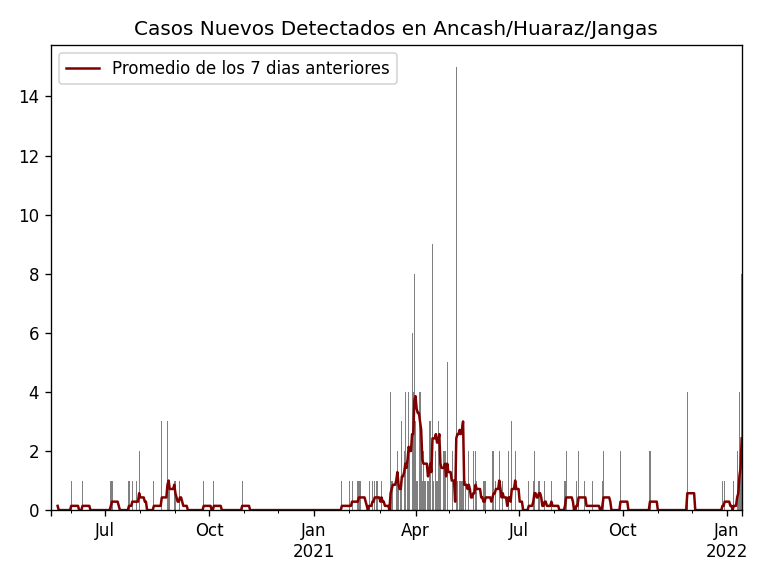 Casos Nuevos Detectados en Ancash/Huaraz/Jangas
Promedio de los 7 dias anteriores
14
12
10
8
6
4
2
0
Jul
Oct
Jan
2021
Apr
Jul
Oct
Jan
2022